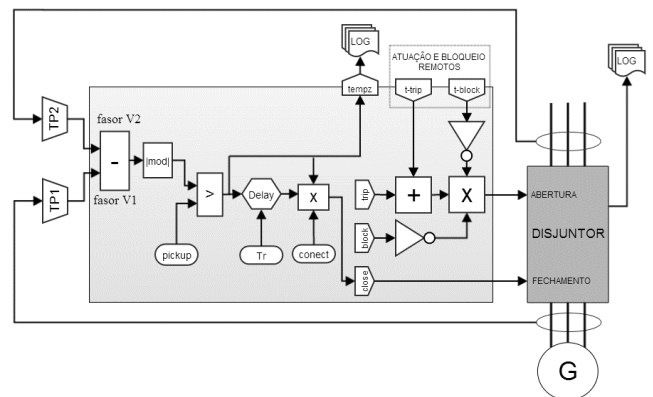 LOG
ATUAÇÃO E BLOQUEIO
REMOTOS
LOG
tempz
t-trip
t-block
TP2
fasor V2
-
|mod|
fasor V1
TP1
>
Delay
x
trip
+
X
ABERTURA
DISJUNTOR
block
pickup
Tr
conect
close
FECHAMENTO
G